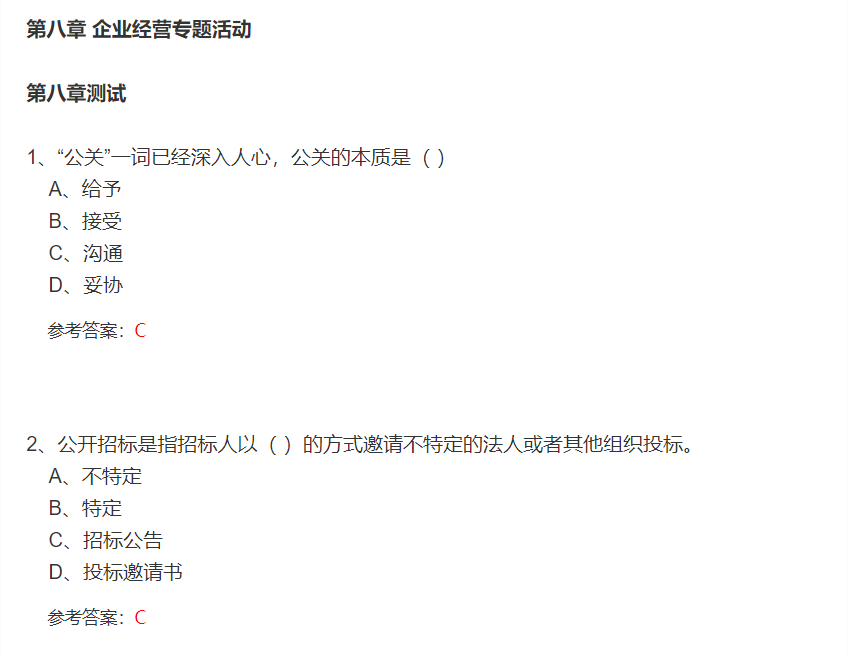 第八章 企业经营专题活动
第八章测试
1、“公关”一词已经深入人心，公关的本质是（ ）
A、给予
B、接受
C、沟通
D、妥协
参考答案：C
2、公开招标是指招标人以（ ）的方式邀请不特定的法人或者其他组织投标。
A、不特定
B、特定
C、招标公告
D、投标邀请书
参考答案：C